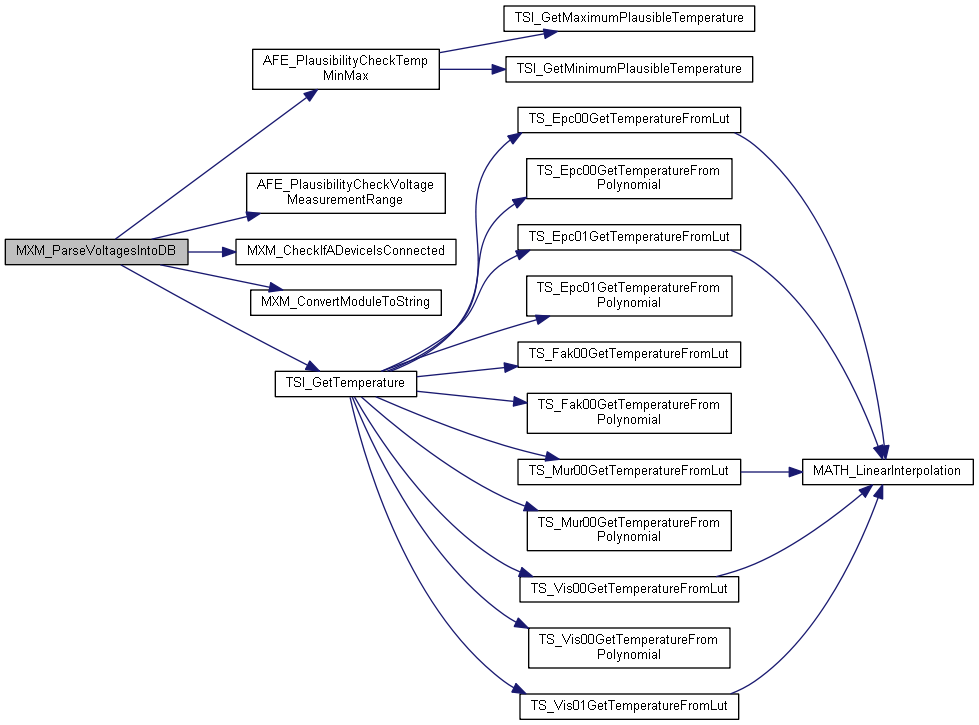 TSI_GetMaximumPlausibleTemperature
AFE_PlausibilityCheckTemp
MinMax
TSI_GetMinimumPlausibleTemperature
TS_Epc00GetTemperatureFromLut
TS_Epc00GetTemperatureFrom
Polynomial
AFE_PlausibilityCheckVoltage
MeasurementRange
TS_Epc01GetTemperatureFromLut
MXM_ParseVoltagesIntoDB
MXM_CheckIfADeviceIsConnected
TS_Epc01GetTemperatureFrom
Polynomial
MXM_ConvertModuleToString
TS_Fak00GetTemperatureFromLut
TSI_GetTemperature
TS_Fak00GetTemperatureFrom
Polynomial
TS_Mur00GetTemperatureFromLut
MATH_LinearInterpolation
TS_Mur00GetTemperatureFrom
Polynomial
TS_Vis00GetTemperatureFromLut
TS_Vis00GetTemperatureFrom
Polynomial
TS_Vis01GetTemperatureFromLut